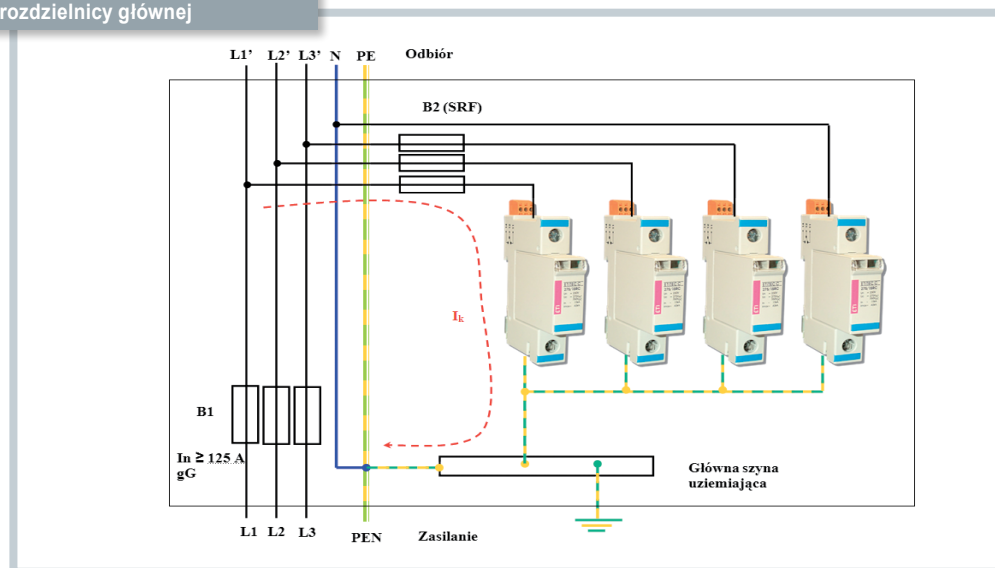 rozdzielnicy głównej
L1’ L2’ L3’ N PE Odbiór
B2 (SRF)
Ik
B1
In ≥ 125 A
gG
Główna szyna
uziemiająca
L1 L2 L3 PEN Zasilanie